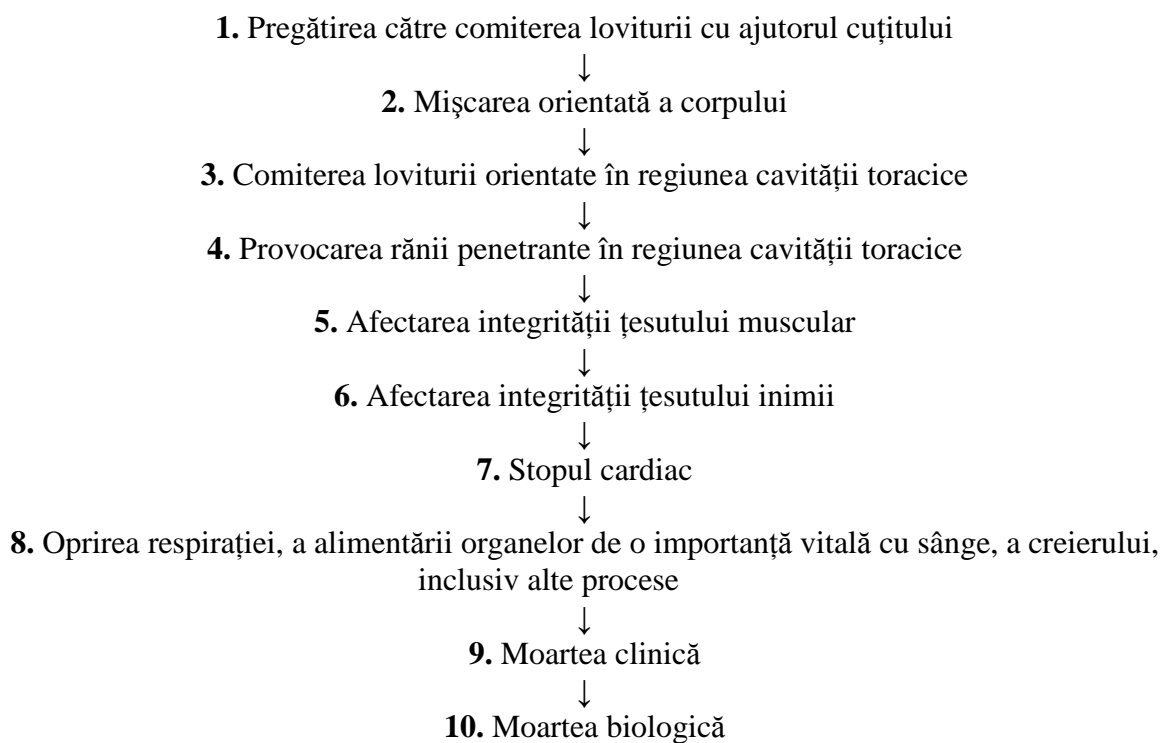 1. Pregătirea către comiterea loviturii cu ajutorul cuțitului
↓
2. Mişcarea orientată a corpului
↓
3. Comiterea loviturii orientate în regiunea cavității toracice
↓
4. Provocarea rănii penetrante în regiunea cavității toracice
↓
5. Afectarea integrității țesutului muscular
↓
6. Afectarea integrității țesutului inimii
↓
7. Stopul cardiac
↓
8. Oprirea respirației, a alimentării organelor de o importanță vitală cu sânge, a creierului,
inclusiv alte procese
↓
9. Moartea clinică
↓
10. Moartea biologică